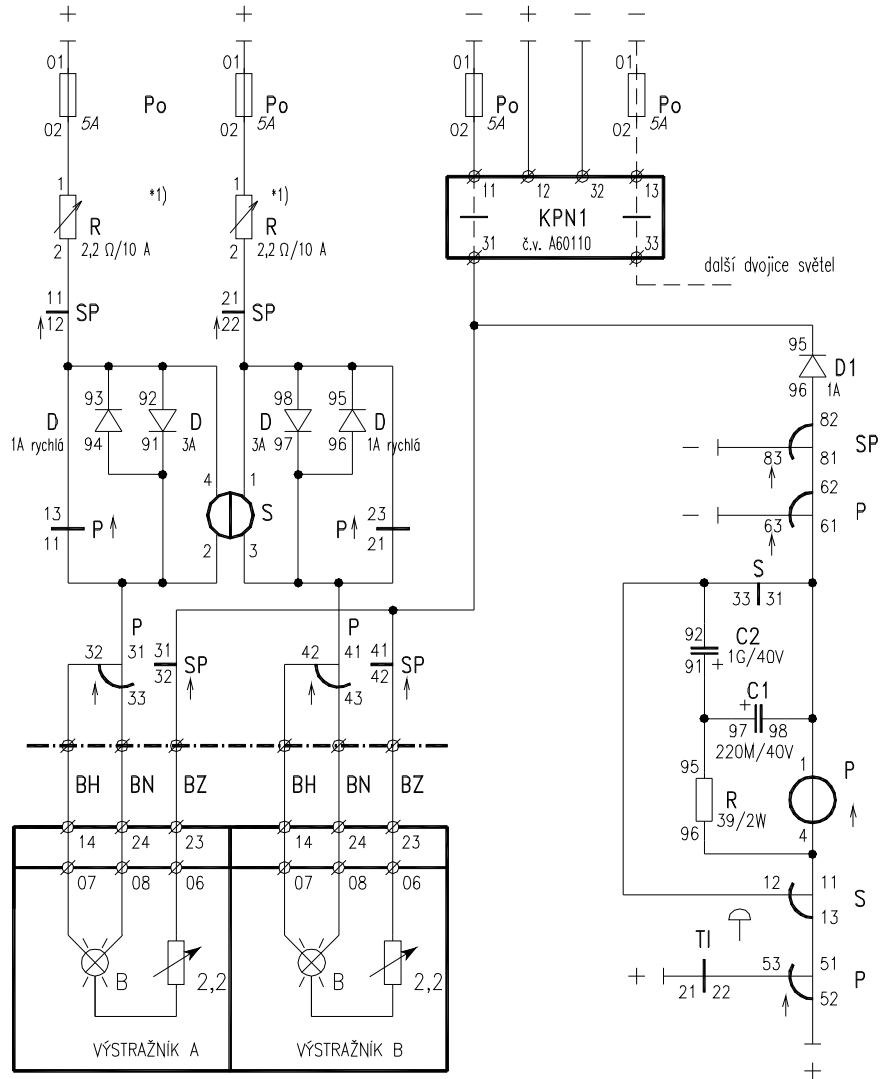 + + − + − −
01 01 01 01
Po Po Po Po
02 5A 02 5A 02 5A 02 5A
1 *1) 1 *1) 11 12 32 13
R R KPN1
2 2,2 Ω/10 A 2 2,2 Ω/10 A 31 č.v. A60110 33
další dvojice světel
11 SP 21 SP
12 22
95 D1
96 1A
93 92 98 95
D D D D
1A rychlá 94 91 3A 3A 97 96 1A rychlá
82
− 83 81 SP
62
− 63 61 P
4 1
S
2 3
13 P P 23
11 21
S
33 31
P P
32 31 31 SP 42 41 41 SP
33 32 43 42
92 C2
91 + 1G/40V
C1
+
97 98
220M/40V
BH BN BZ BH BN BZ
95 R 1 P
96 39/2W 4
14 24 23 14 24 23
07 08 06 07 08 06
12 11 S
13
B 2,2 B 2,2
TI
+ 21 22 53 51 P
52
VÝSTRAŽNÍK A VÝSTRAŽNÍK B
+